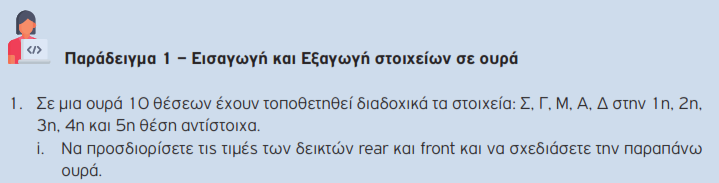 </>
Παράδειγμα 1 – Εισαγωγή και Εξαγωγή στοιχείων σε ουρά
1. Σε μια ουρά 10 θέσεων έχουν τοποθετηθεί διαδοχικά τα στοιχεία: Σ, Γ, Μ, Α, Δ στην 1η, 2η,
3η, 4η και 5η θέση αντίστοιχα.
i. Να προσδιορίσετε τις τιμές των δεικτών rear και front και να σχεδιάσετε την παραπάνω
ουρά.